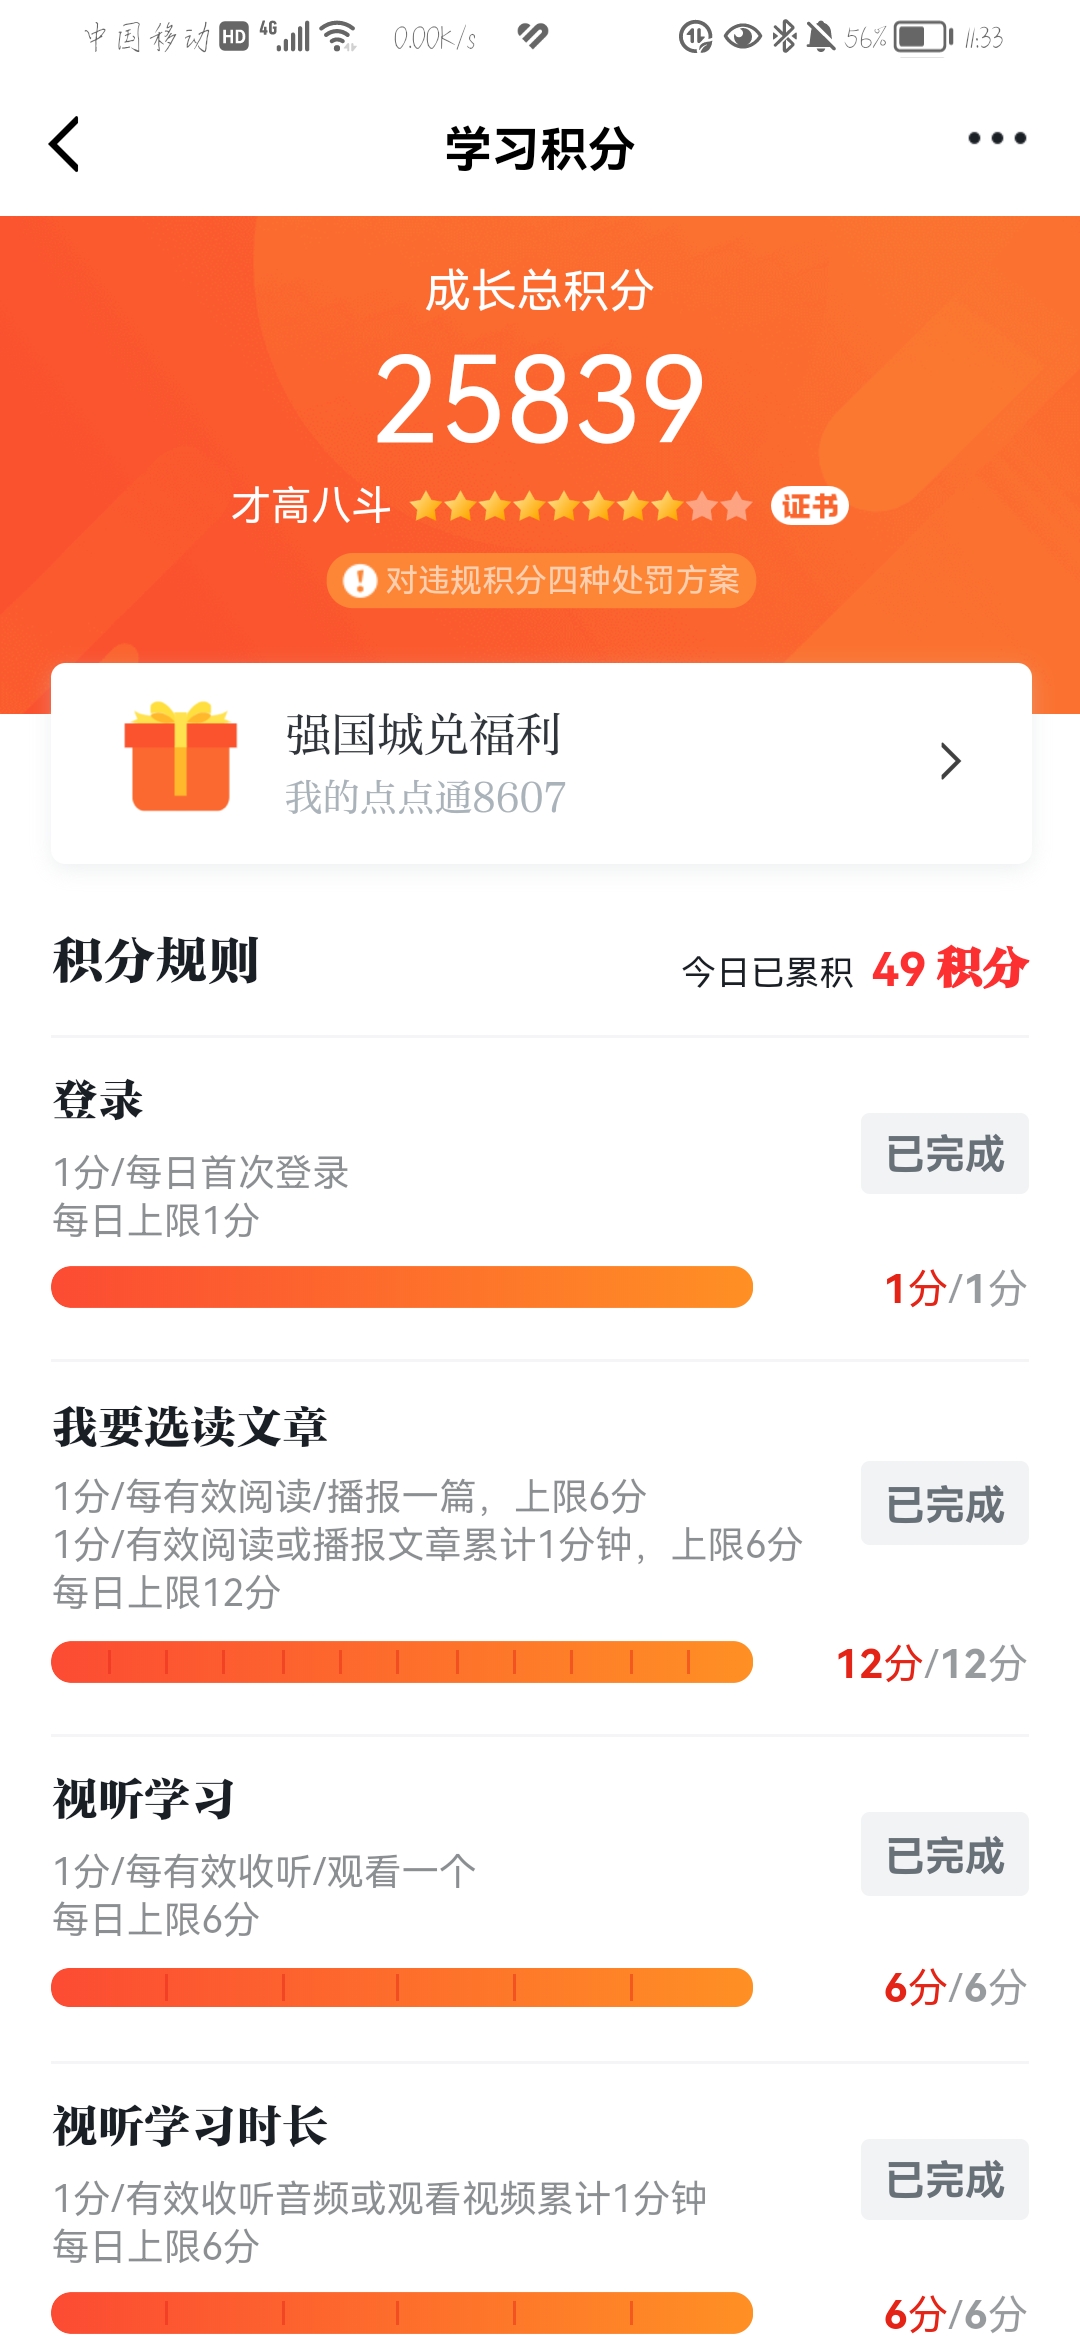 中国移动 HD 4G 0.00K/s 56% 11:33
学习积分
成长总积分
25839
才高八斗 证书
对违规积分四种处罚方案
强国城兑福利
我的点点通8607
积分规则 今日已累积 49 积分
登录
已完成
1分/每日首次登录
每日上限1分
1分/1分
我要选读文章
已完成
1分/每有效阅读/播报一篇，上限6分
1分/有效阅读或播报文章累计1分钟，上限6分
每日上限12分
12分/12分
视听学习
已完成
1分/每有效收听/观看一个
每日上限6分
6分/6分
视听学习时长
已完成
1分/有效收听音频或观看视频累计1分钟
每日上限6分
6分/6分